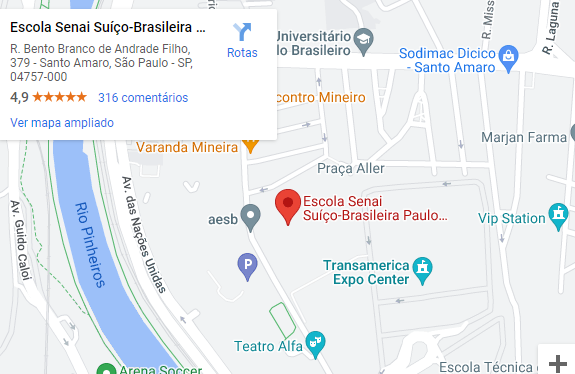 Escola Senai Suíço-Brasileira ...
R. Bento Branco de Andrade Filho,
379 - Santo Amaro, São Paulo - SP,
04757-000
4,9 ★★★★★ 316 comentários
Ver mapa ampliado
Rotas
R. Miss
R. Laguna
Universitário
lo Brasileiro
Sodimac Dicico
- Santo Amaro
contro Mineiro
Varanda Mineira
Marjan Farma
Praça Aller
Av. Guido Caloi
Rio Pinheiros
Av. das Nações Unidas
aesb
Escola Senai
Suíço-Brasileira Paulo...
Vip Station
P
Transamerica
Expo Center
Teatro Alfa
Arena Soccer
Escola Técnica
+